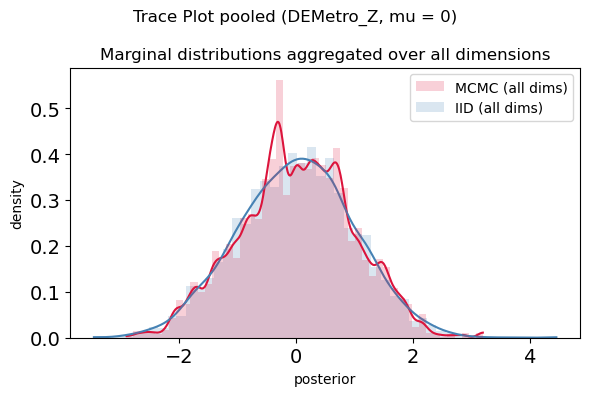 Trace Plot pooled (DEMetro_Z, mu = 0)
Marginal distributions aggregated over all dimensions
MCMC (all dims)
IID (all dims)
density
0.5
0.4
0.3
0.2
0.1
0.0
−2
0
2
4
posterior